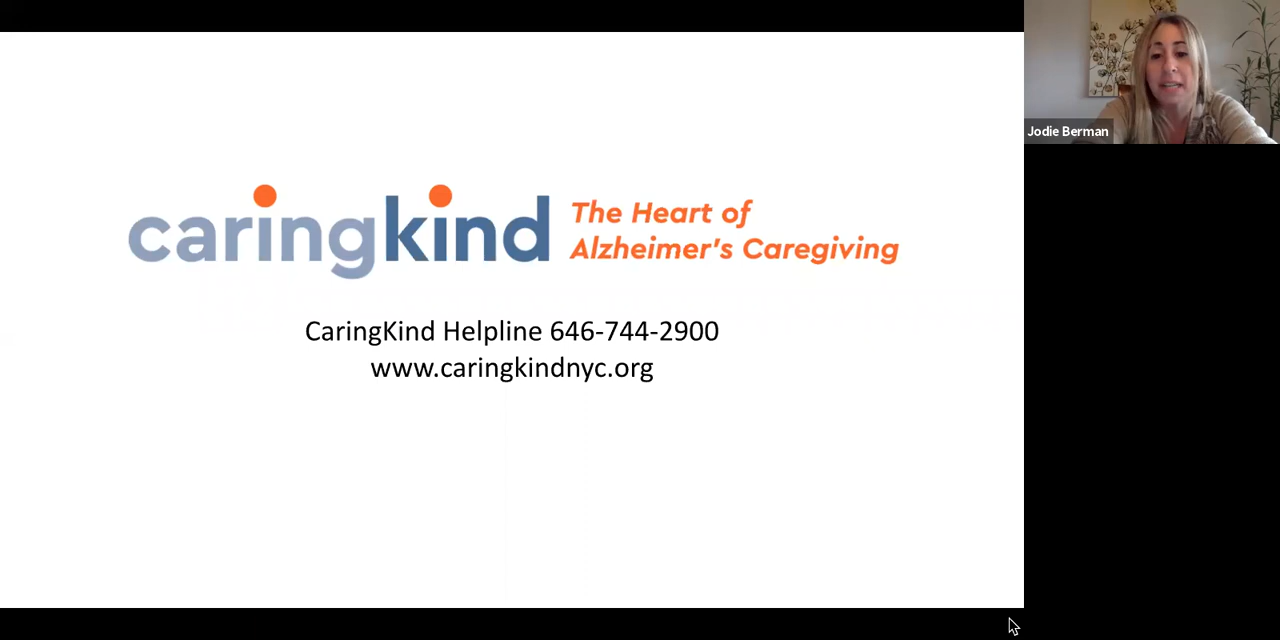 caringkind
The Heart of
Alzheimer's Caregiving
CaringKind Helpline 646-744-2900
www.caringkindnyc.org
Jodie Berman